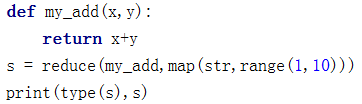 def my_add(x,y):
    return x+y
s = reduce(my_add,map(str,range(1,10)))
print(type(s),s)